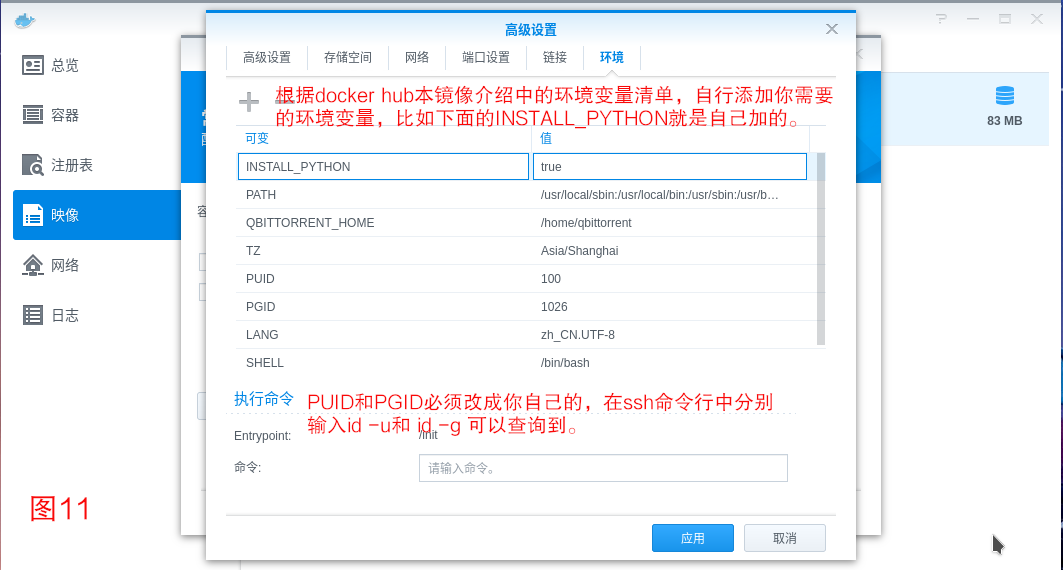 高级设置
高级设置 存储空间 网络 端口设置 链接 环境
总览
容器
注册表
映像
网络
日志
83 MB
根据docker hub本镜像介绍中的环境变量清单，自行添加你需要
的环境变量，比如下面的INSTALL_PYTHON就是自己加的。
可变 值
INSTALL_PYTHON true
PATH /usr/local/sbin:/usr/local/bin:/usr/sbin:/usr/b…
QBITTORRENT_HOME /home/qbittorrent
TZ Asia/Shanghai
PUID 100
PGID 1026
LANG zh_CN.UTF-8
SHELL /bin/bash
执行命令
PUID和PGID必须改成你自己的，在ssh命令行中分别
输入id -u和 id -g 可以查询到。
Entrypoint: /init
命令: 请输入命令。
图11
应用 取消